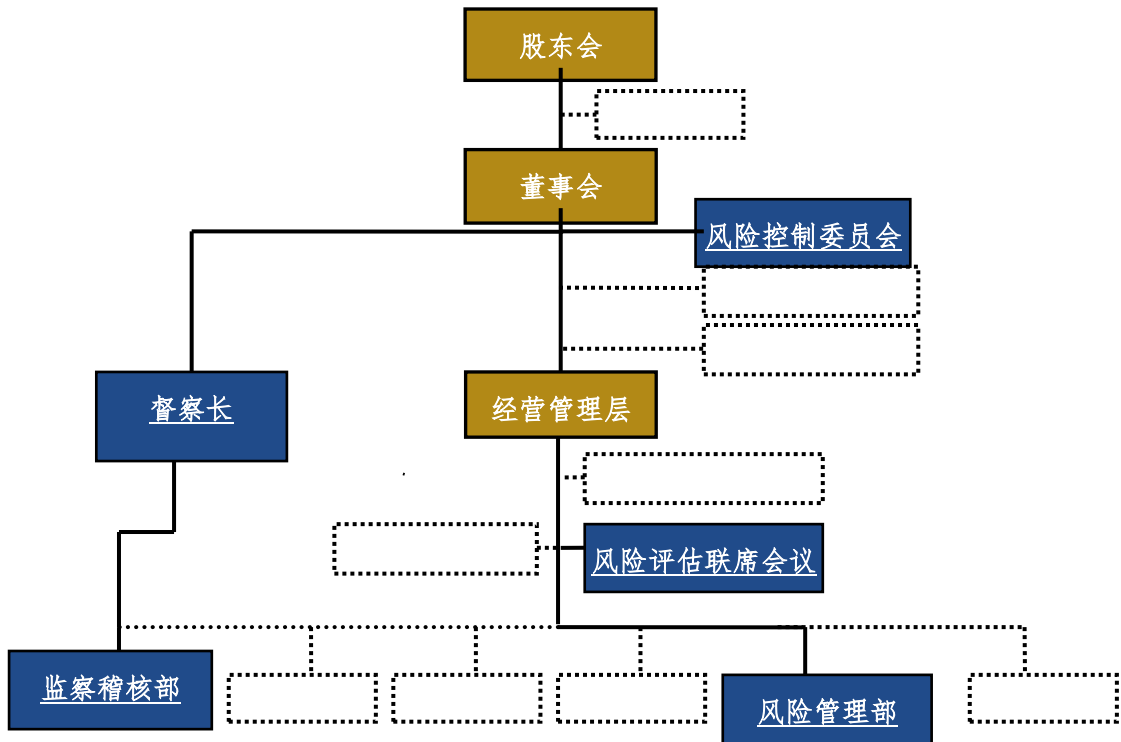 股东会
董事会
风险控制委员会
督察长
经营管理层
风险评估联席会议
监察稽核部
风险管理部